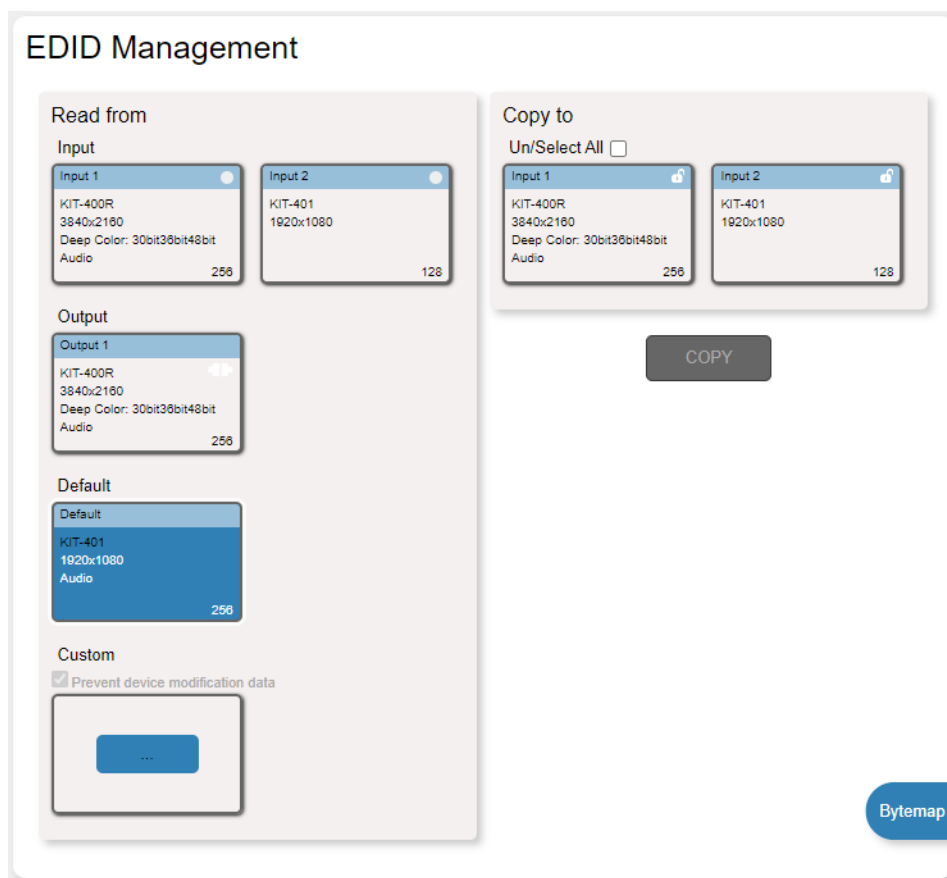 EDID Management
Read from
Input
Input 1
KIT-400R
3840x2160
Deep Color: 30bit36bit48bit
Audio
256
Input 2
KIT-401
1920x1080
128
Output
Output 1
KIT-400R
3840x2160
Deep Color: 30bit36bit48bit
Audio
256
Default
Default
KIT-401
1920x1080
Audio
256
Custom
Prevent device modification data
...
Copy to
Un/Select All
Input 1
KIT-400R
3840x2160
Deep Color: 30bit36bit48bit
Audio
256
Input 2
KIT-401
1920x1080
128
COPY
Bytemap